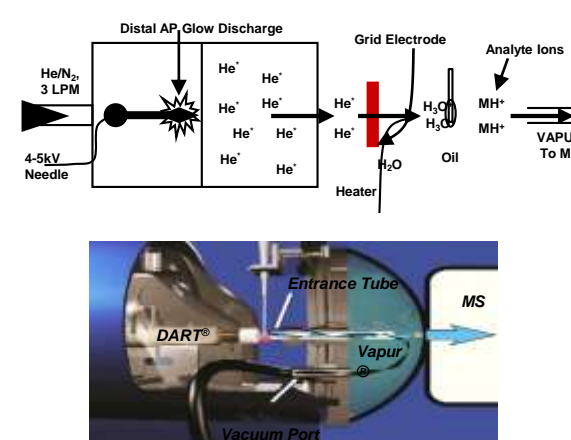 Distal AP Glow Discharge
Grid Electrode
Analyte Ions
He/N₂,
3 LPM
He*
He*
He*
He*
He*
He*
He*
He*
He*
He*
H₃O
H₃O
MH⁺
MH⁺
4-5kV
Needle
H₂O
Oil
VAPU
To M
Heater
Entrance Tube
MS
DART®
Vapur
®
Vacuum Port